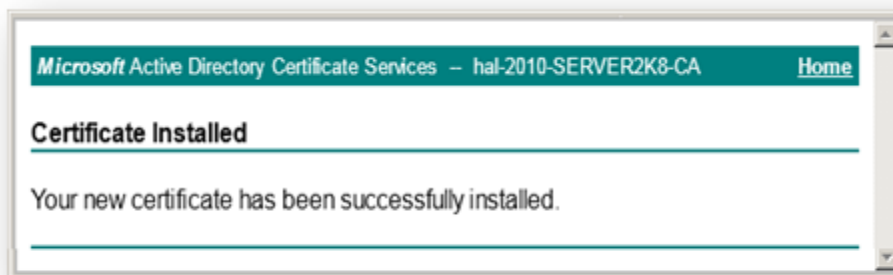 Microsoft Active Directory Certificate Services -- hal-2010-SERVER2K8-CA Home
Certificate Installed
Your new certificate has been successfully installed.